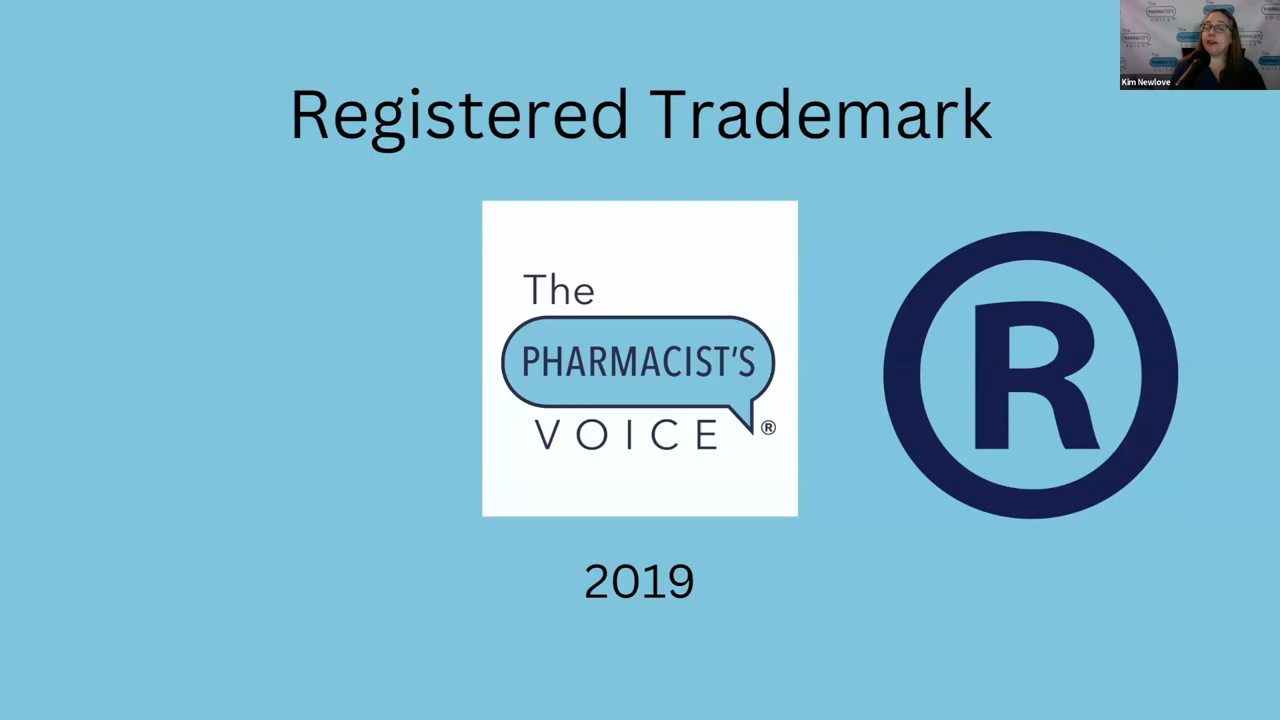 Registered Trademark
The
PHARMACIST'S
VOICE ®
R
2019
Kim Newlove